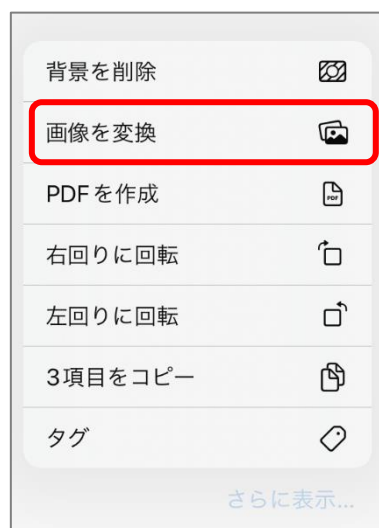 背景を削除
画像を変換
PDFを作成
PDF
右回りに回転
左回りに回転
3項目をコピー
タグ
さらに表示...